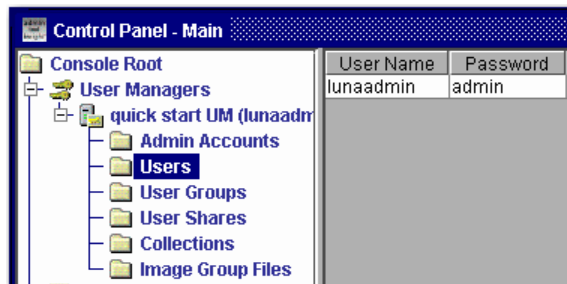 Control Panel - Main
Console Root
User Managers
quick start UM (lunaadm
Admin Accounts
Users
User Groups
User Shares
Collections
Image Group Files
User Name Password
lunaadmin admin